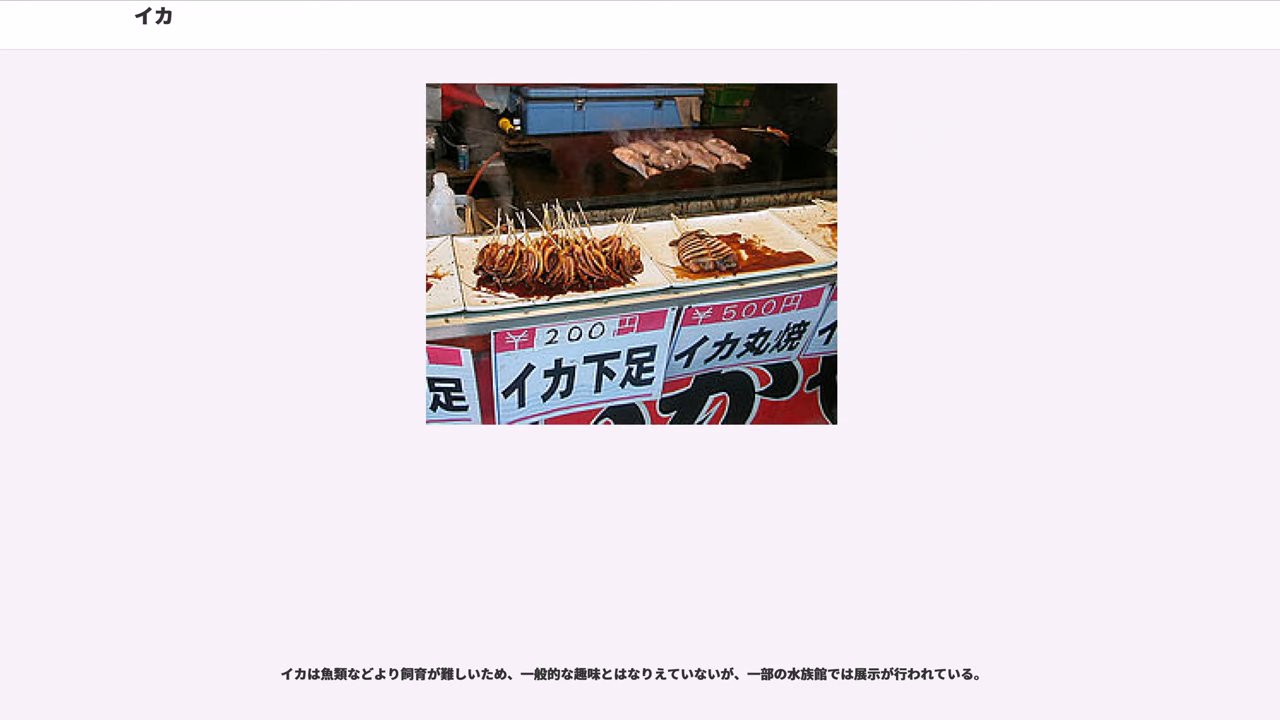 イカ
¥200円
¥500円
イカ下足
イカ丸焼
足
イ
か
イカは魚類などより飼育が難しいため、一般的な趣味とはなりえていないが、一部の水族館では展示が行われている。